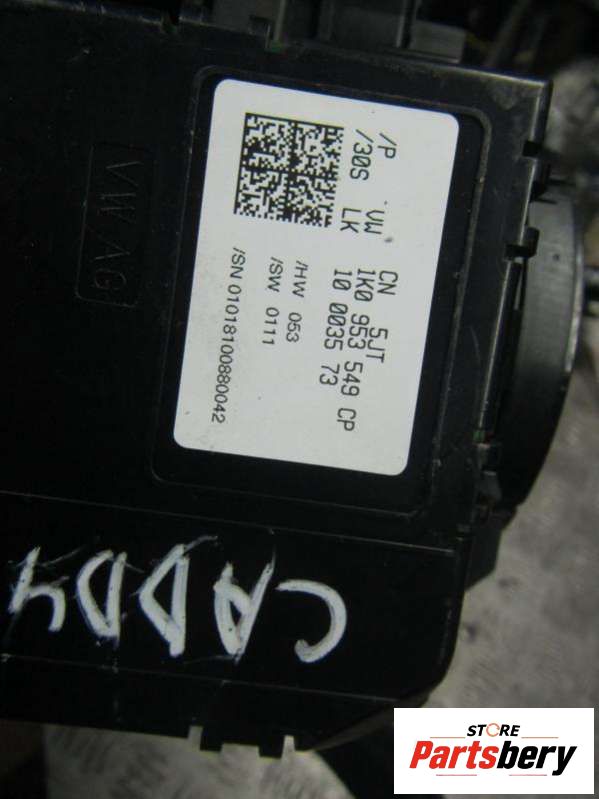 /P VW CN 5JT
/30S LK 1K0 953 549 CP
10 0035 73
/HW 053
/SW 0111
/SN 01018100880042
VW AG
CADDY
STORE
Partsbery